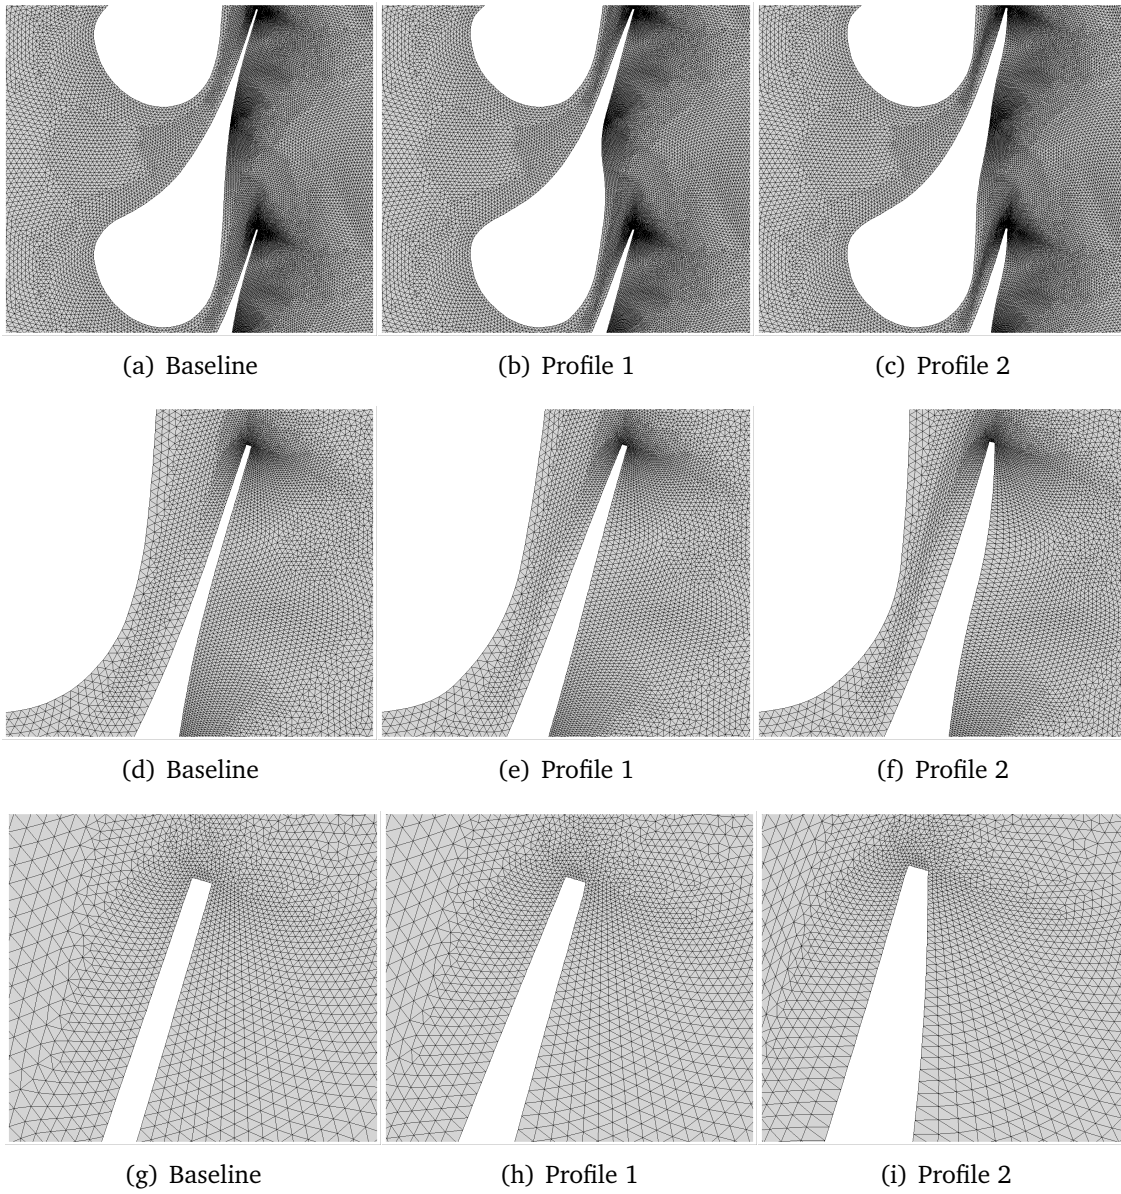 (a) Baseline
(b) Profile 1
(c) Profile 2
(d) Baseline
(e) Profile 1
(f) Profile 2
(g) Baseline
(h) Profile 1
(i) Profile 2